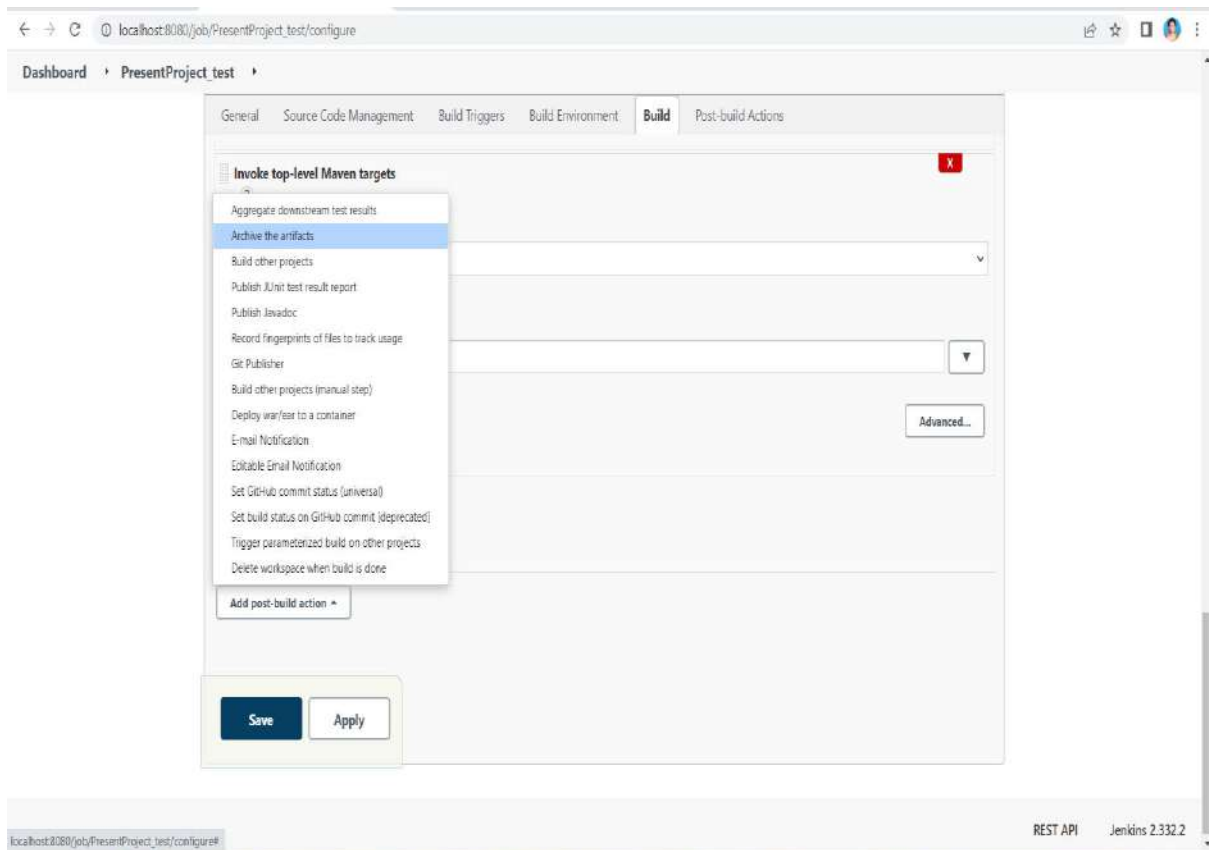 localhost:8080/job/PresentProject_test/configure
Dashboard PresentProject_test
General Source Code Management Build Triggers Build Environment Build Post-build Actions
Invoke top-level Maven targets
X
Aggregate downstream test results
Archive the artifacts
Build other projects
Publish JUnit test result report
Publish Javadoc
Record fingerprints of files to track usage
Git Publisher
Build other projects (manual step)
Deploy war/ear to a container
Advanced...
E-mail Notification
Editable Email Notification
Set GitHub commit status (universal)
Set build status on GitHub commit [deprecated]
Trigger parameterized build on other projects
Delete workspace when build is done
Add post-build action
Save Apply
REST API Jenkins 2.332.2
localhost:8080/job/PresentProject_test/configure#